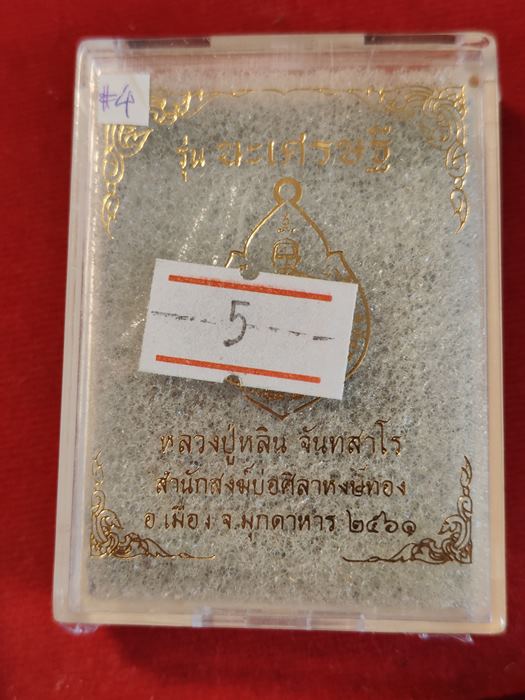 #4
รุ่น ชนะเศรษฐี
5
หลวงปู่หลิน จันทสาโร
สำนักสงฆ์บ่อศิลาหงษ์ทอง
อ.เมือง จ.มุกดาหาร ๒๕๖๑